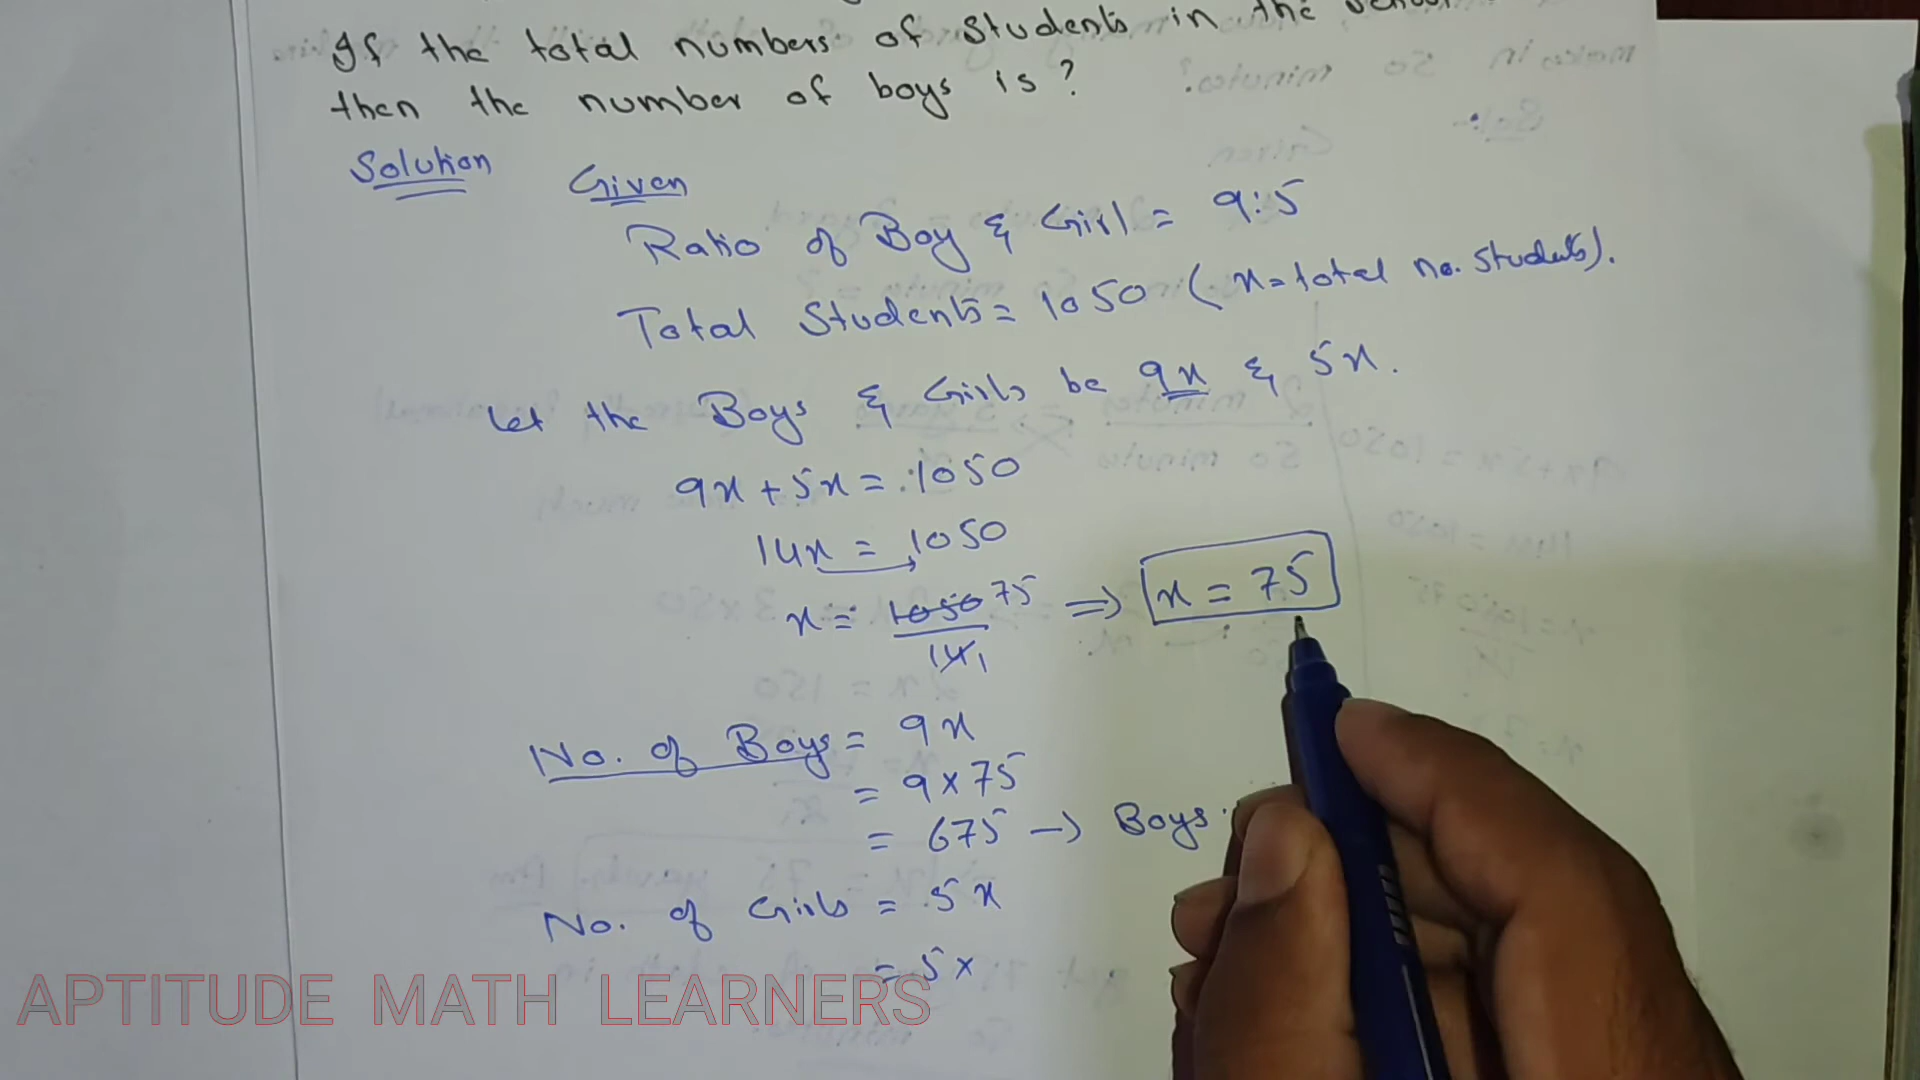 If the total numbers of Students in the School
then the number of boys is ?
Solution Given
Ratio of Boy & Girl = 9:5
Total Students = 1050 ( x = total no. Students).
Let the Boys & Girls be 9x & 5x.
9x + 5x = 1050
14x = 1050
x = 1050 75 ⇒ x = 75
14 1
No. of Boys = 9x
= 9 × 75
= 675 → Boys.
No. of Girls = 5x
= 5 ×
APTITUDE MATH LEARNERS